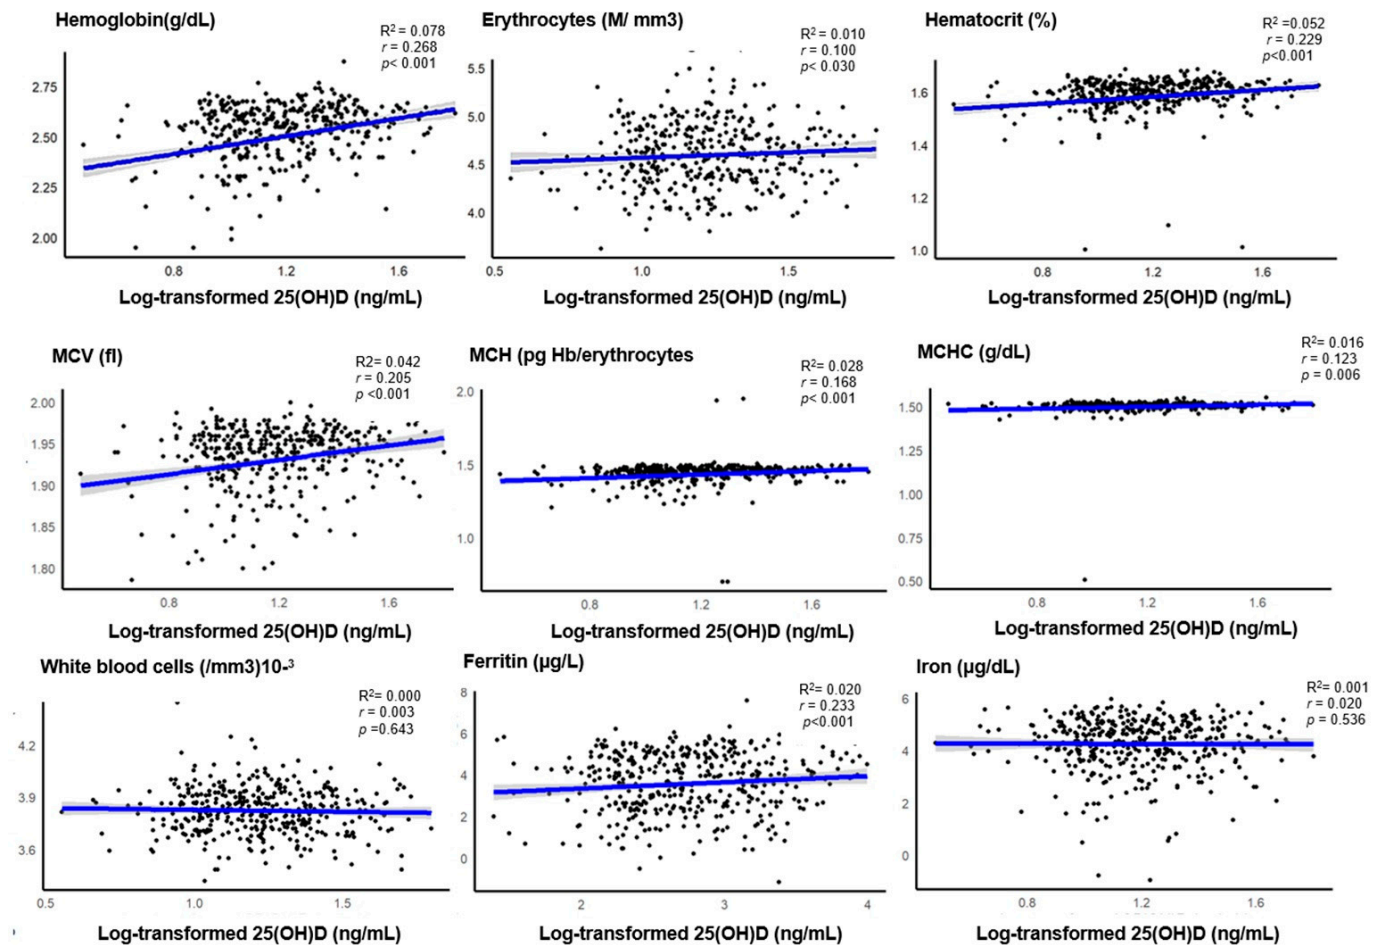 Hemoglobin(g/dL)
R² = 0.078
r = 0.268
p< 0.001
2.75
2.50
2.25
2.00
0.8 1.2 1.6
Log-transformed 25(OH)D (ng/mL)
Erythrocytes (M/ mm3)
R² = 0.010
r = 0.100
p< 0.030
5.5
5.0
4.5
4.0
0.5 1.0 1.5
Log-transformed 25(OH)D (ng/mL)
Hematocrit (%)
R² =0.052
r = 0.229
p<0.001
1.6
1.4
1.2
1.0
0.8 1.2 1.6
Log-transformed 25(OH)D (ng/mL)
MCV (fl)
R2= 0.042
r = 0.205
p <0.001
2.00
1.95
1.90
1.85
1.80
0.8 1.2 1.6
Log-transformed 25(OH)D (ng/mL)
MCH (pg Hb/erythrocytes
R²= 0.028
r = 0.168
p< 0.001
2.0
1.5
1.0
0.8 1.2 1.6
Log-transformed 25(OH)D (ng/mL)
MCHC (g/dL)
R²= 0.016
r = 0.123
p = 0.006
1.50
1.25
1.00
0.75
0.50
0.8 1.2 1.6
Log-transformed 25(OH)D (ng/mL)
White blood cells (/mm3)10-³
R²= 0.000
r = 0.003
p =0.643
4.2
3.9
3.6
0.5 1.0 1.5
Log-transformed 25(OH)D (ng/mL)
Ferritin (µg/L)
R²= 0.020
r = 0.233
p<0.001
8
6
4
2
0
2 3 4
Log-transformed 25(OH)D (ng/mL)
Iron (µg/dL)
R²= 0.001
r = 0.020
p = 0.536
6
4
2
0
0.8 1.2 1.6
Log-transformed 25(OH)D (ng/mL)